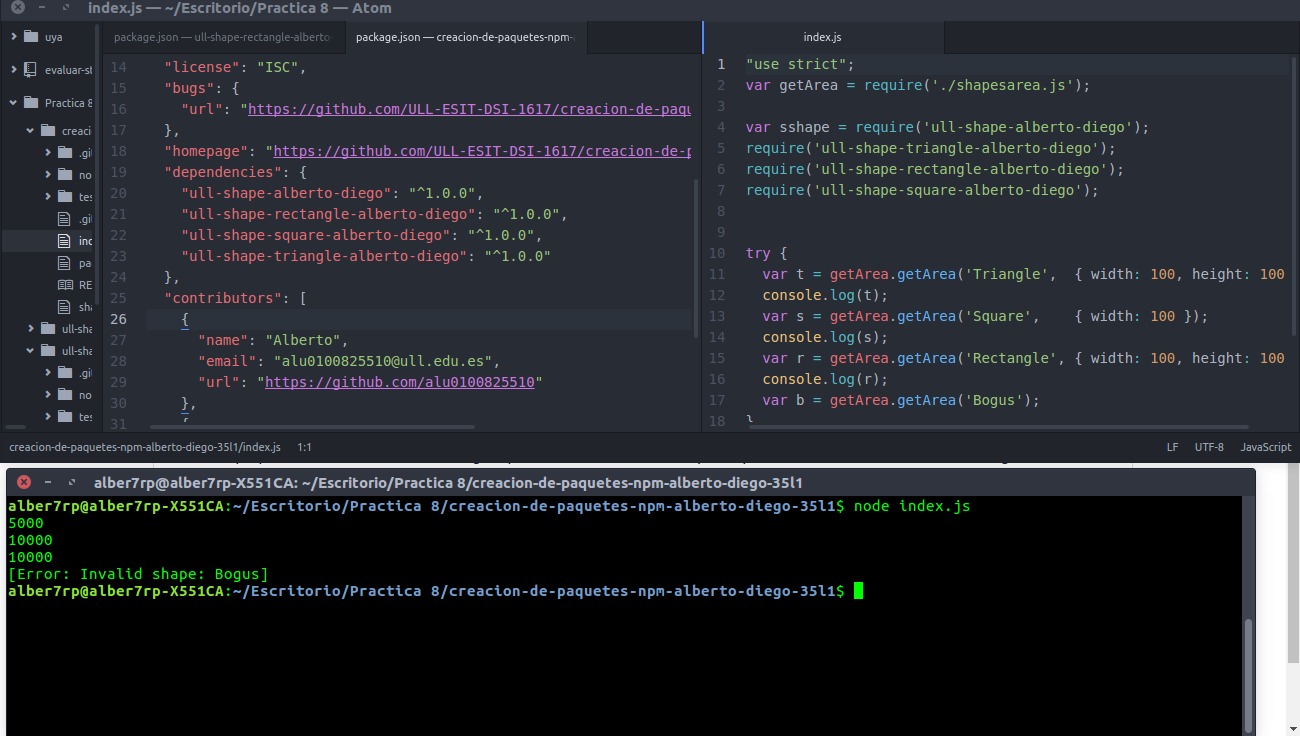 index.js — ~/Escritorio/Practica 8 — Atom
uya
evaluar-st
Practica 8
creaci
.gi
no
te
.gi
inc
pa
RE
sha
ull-sha
ull-sha
.gi
no
te
package.json — ull-shape-rectangle-alberto-
package.json — creacion-de-paquetes-npm-
14 "license": "ISC",
15 "bugs": {
16 "url": "https://github.com/ULL-ESIT-DSI-1617/creacion-de-paqu
17 },
18 "homepage": "https://github.com/ULL-ESIT-DSI-1617/creacion-de-p
19 "dependencies": {
20 "ull-shape-alberto-diego": "^1.0.0",
21 "ull-shape-rectangle-alberto-diego": "^1.0.0",
22 "ull-shape-square-alberto-diego": "^1.0.0",
23 "ull-shape-triangle-alberto-diego": "^1.0.0"
24 },
25 "contributors": [
26 {
27 "name": "Alberto",
28 "email": "alu0100825510@ull.edu.es",
29 "url": "https://github.com/alu0100825510"
30 },
31 {
index.js
1 "use strict";
2 var getArea = require('./shapesarea.js');
3
4 var sshape = require('ull-shape-alberto-diego');
5 require('ull-shape-triangle-alberto-diego');
6 require('ull-shape-rectangle-alberto-diego');
7 require('ull-shape-square-alberto-diego');
8
9
10 try {
11 var t = getArea.getArea('Triangle', { width: 100, height: 100
12 console.log(t);
13 var s = getArea.getArea('Square', { width: 100 });
14 console.log(s);
15 var r = getArea.getArea('Rectangle', { width: 100, height: 100
16 console.log(r);
17 var b = getArea.getArea('Bogus');
18 }
creacion-de-paquetes-npm-alberto-diego-35l1/index.js 1:1 LF UTF-8 JavaScript
alber7rp@alber7rp-X551CA: ~/Escritorio/Practica 8/creacion-de-paquetes-npm-alberto-diego-35l1
alber7rp@alber7rp-X551CA:~/Escritorio/Practica 8/creacion-de-paquetes-npm-alberto-diego-35l1$ node index.js
5000
10000
10000
[Error: Invalid shape: Bogus]
alber7rp@alber7rp-X551CA:~/Escritorio/Practica 8/creacion-de-paquetes-npm-alberto-diego-35l1$